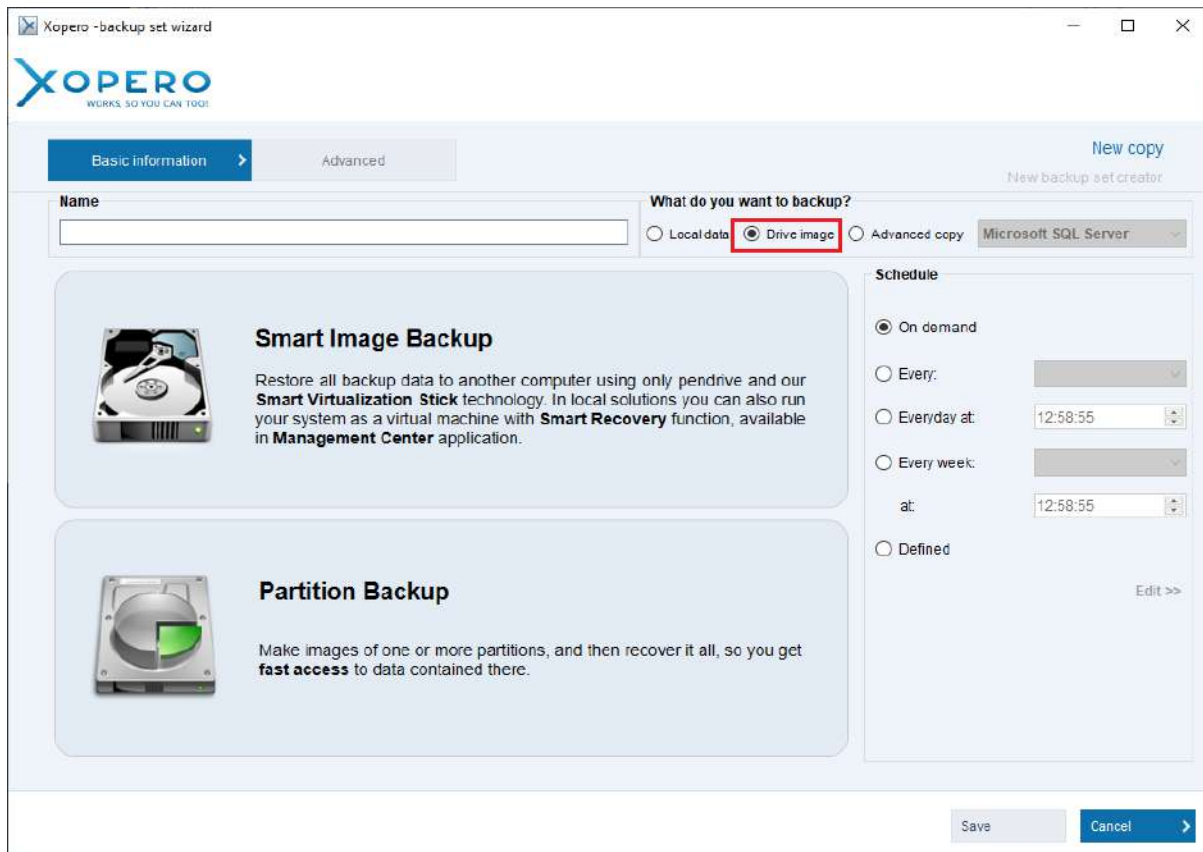 Xopero -backup set wizard
XOPERO
WORKS, SO YOU CAN TOO!
Basic information
Advanced
New copy
New backup set creator
Name
What do you want to backup?
Local data
Drive image
Advanced copy
Microsoft SQL Server
Smart Image Backup
Restore all backup data to another computer using only pendrive and our
Smart Virtualization Stick technology. In local solutions you can also run
your system as a virtual machine with Smart Recovery function, available
in Management Center application.
Partition Backup
Make images of one or more partitions, and then recover it all, so you get
fast access to data contained there.
Schedule
On demand
Every:
Everyday at:
12:58:55
Every week:
at:
12:58:55
Defined
Edit >>
Save
Cancel